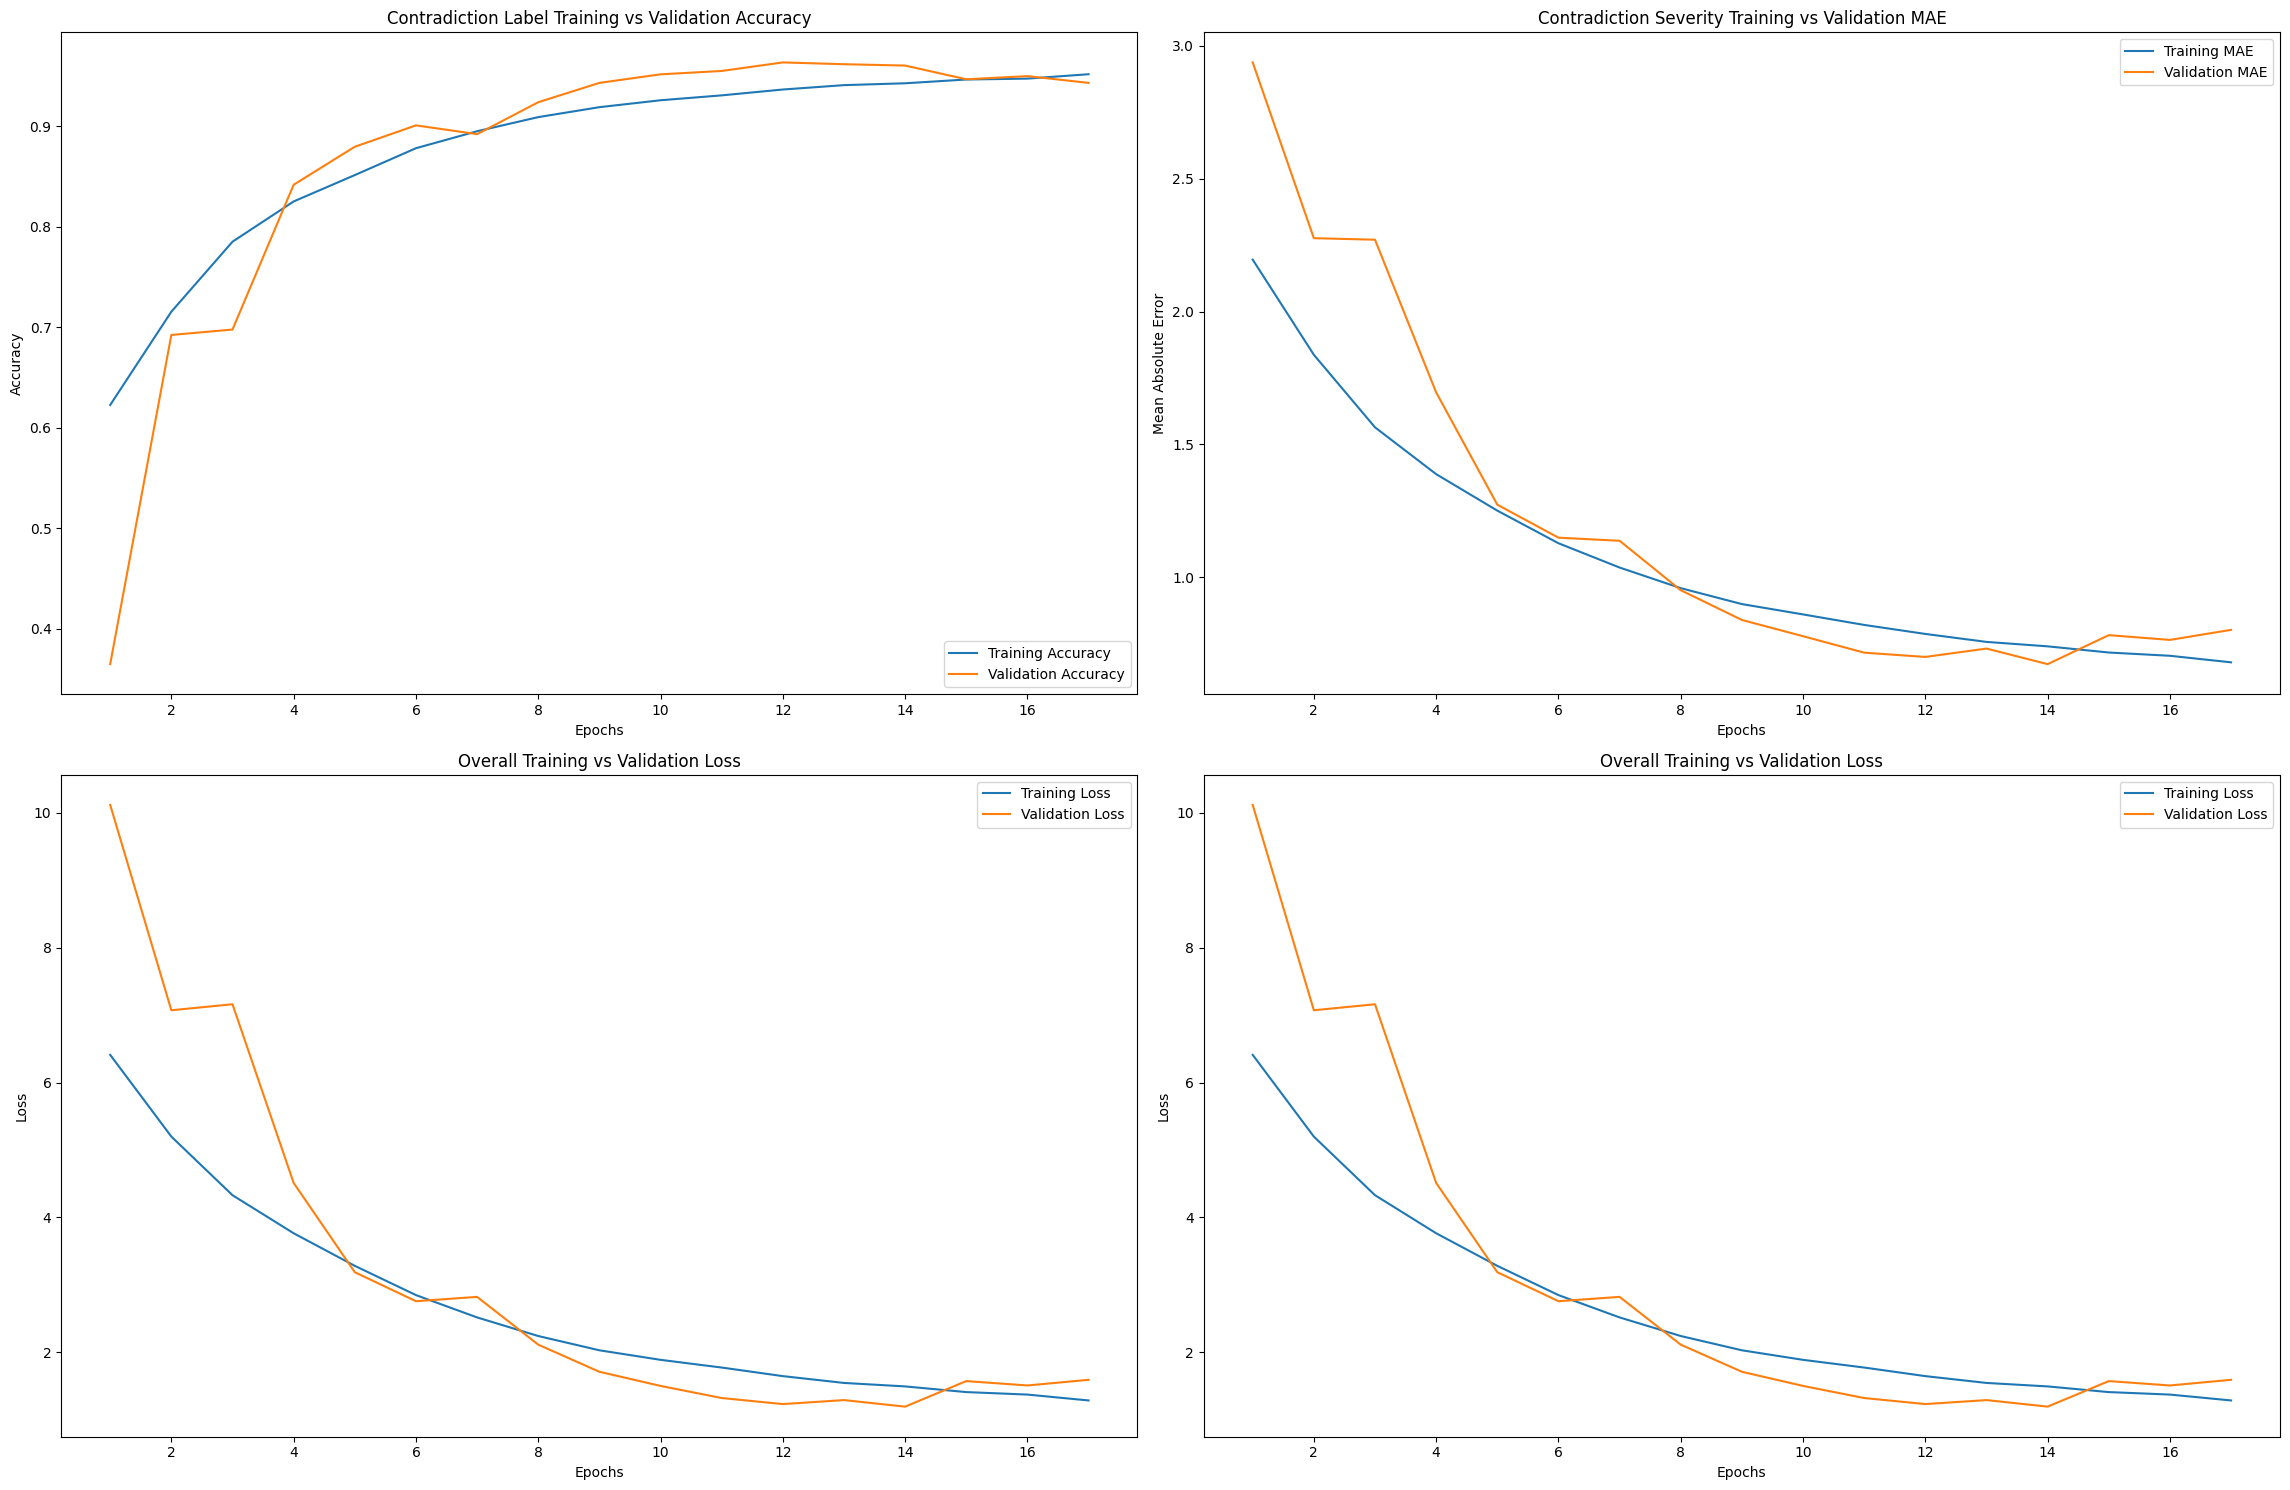 Contradiction Label Training vs Validation Accuracy
Accuracy
0.9
0.8
0.7
0.6
0.5
0.4
Training Accuracy
Validation Accuracy
2 4 6 8 10 12 14 16
Epochs
Contradiction Severity Training vs Validation MAE
Mean Absolute Error
3.0
2.5
2.0
1.5
1.0
Training MAE
Validation MAE
2 4 6 8 10 12 14 16
Epochs
Overall Training vs Validation Loss
Loss
10
8
6
4
2
Training Loss
Validation Loss
2 4 6 8 10 12 14 16
Epochs
Overall Training vs Validation Loss
Loss
10
8
6
4
2
Training Loss
Validation Loss
2 4 6 8 10 12 14 16
Epochs